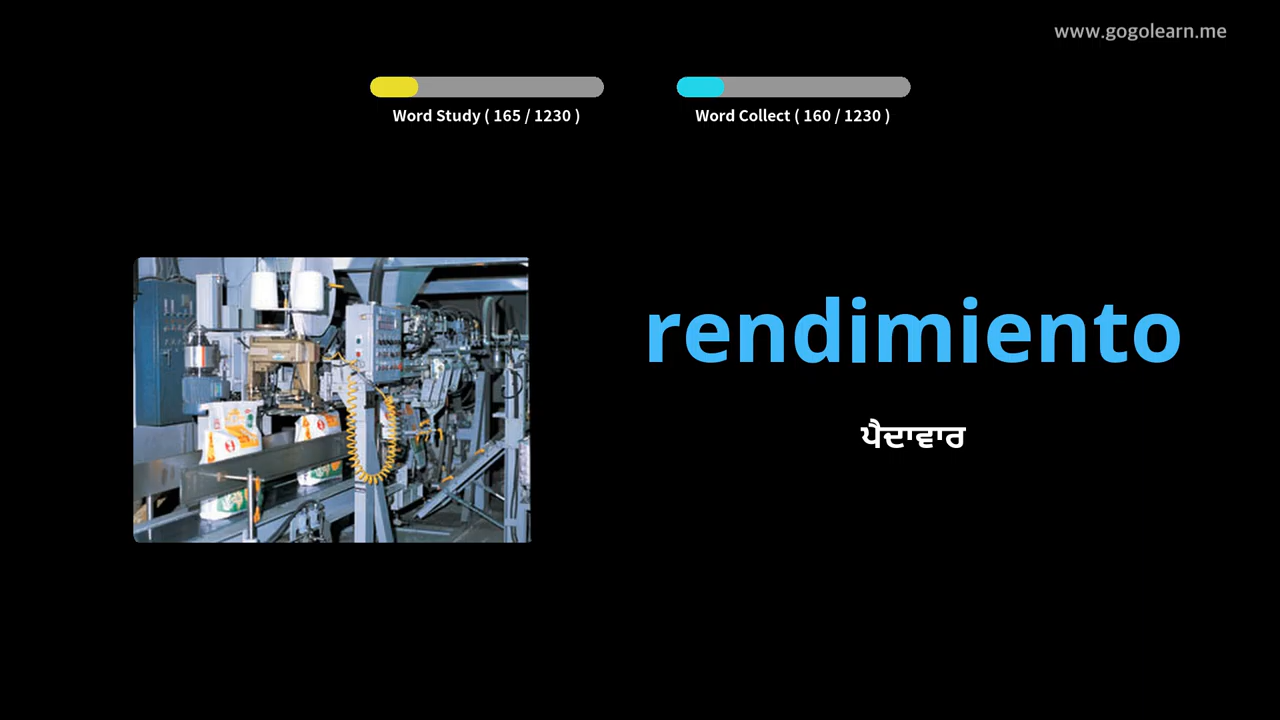 www.gogolearn.me
Word Study ( 165 / 1230 )
Word Collect ( 160 / 1230 )
rendimiento
ਪੈਦਾਵਾਰ